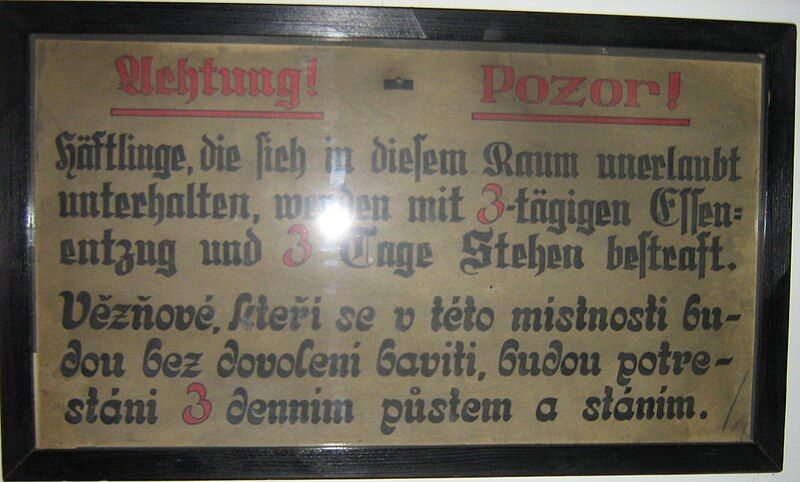 Achtung! - Pozor!
Häftlinge, die sich in diesem Raum unerlaubt
unterhalten, werden mit 3-tägigen Essen=
entzug und 3 Tage Stehen bestraft.
Vězňové, kteří se v této místnosti bu-
dou bez dovolení baviti, budou potre-
stáni 3 denním půstem a stáním.